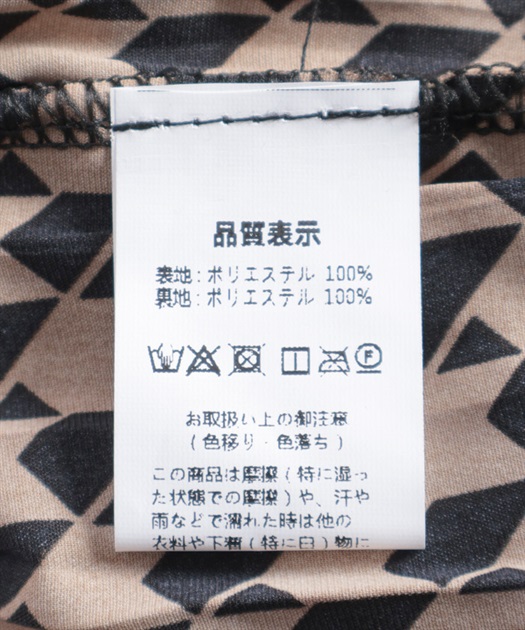 品質表示
表地:ポリエステル 100%
裏地:ポリエステル 100%
F
お取扱い上の御注意
(色移り・色落ち)
この商品は摩擦(特に湿っ
た状態での摩擦)や、汗や
雨などで濡れた時は他の
衣料や下着(特に白)物に